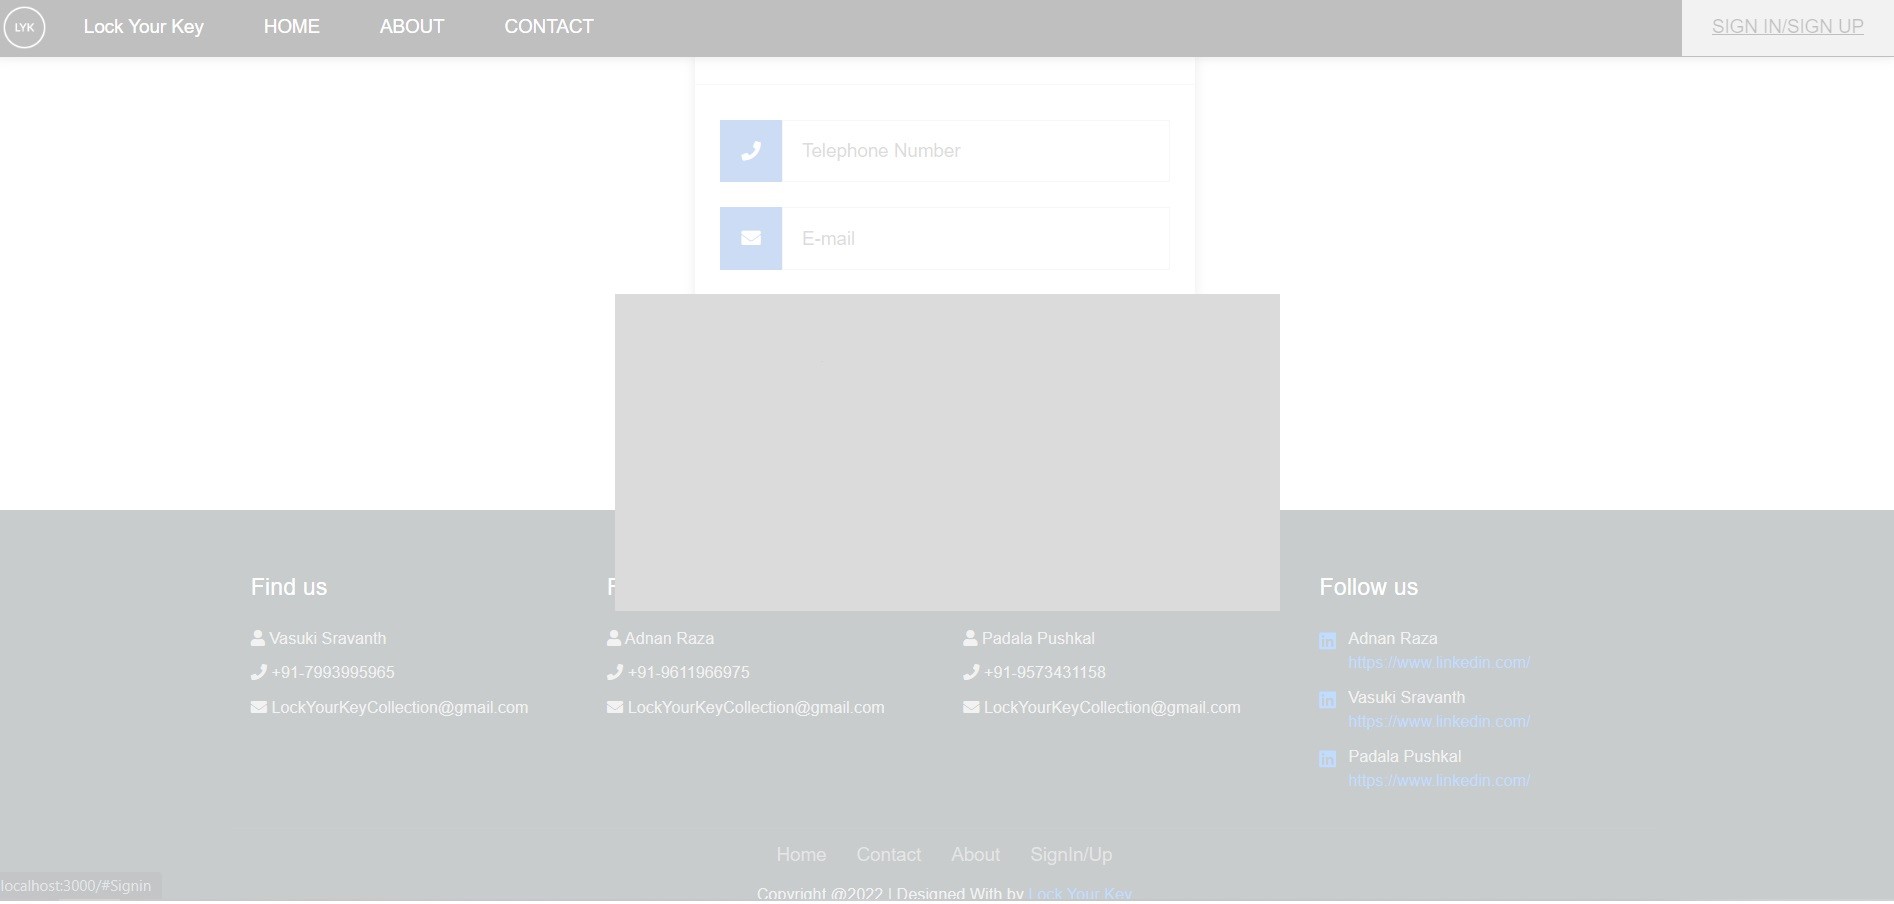 LYK Lock Your Key HOME ABOUT CONTACT SIGN IN/SIGN UP
Telephone Number
E-mail
Find us
Follow us
Vasuki Sravanth
+91-7993995965
LockYourKeyCollection@gmail.com
Adnan Raza
+91-9611966975
LockYourKeyCollection@gmail.com
Padala Pushkal
+91-9573431158
LockYourKeyCollection@gmail.com
Adnan Raza
https://www.linkedin.com/
Vasuki Sravanth
https://www.linkedin.com/
Padala Pushkal
https://www.linkedin.com/
Home Contact About SignIn/Up
localhost:3000/#Signin
Copyright @2022 | Designed With by Lock Your Key